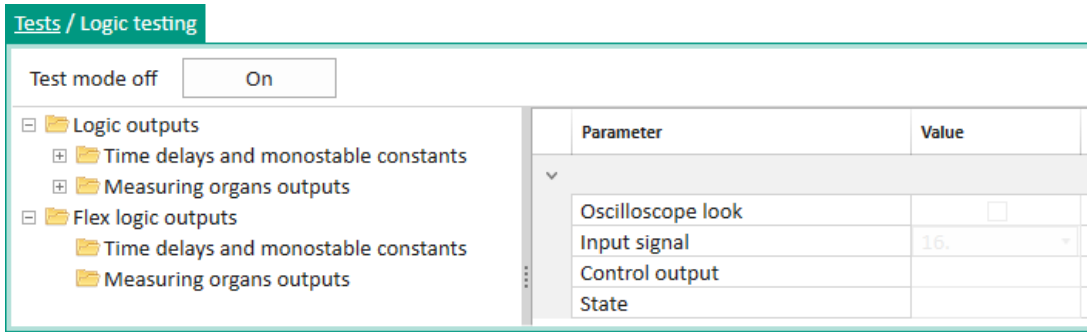 Tests / Logic testing
Test mode off On
Logic outputs
Time delays and monostable constants
Measuring organs outputs
Flex logic outputs
Time delays and monostable constants
Measuring organs outputs
Parameter Value
Oscilloscope look
Input signal 16.
Control output
State